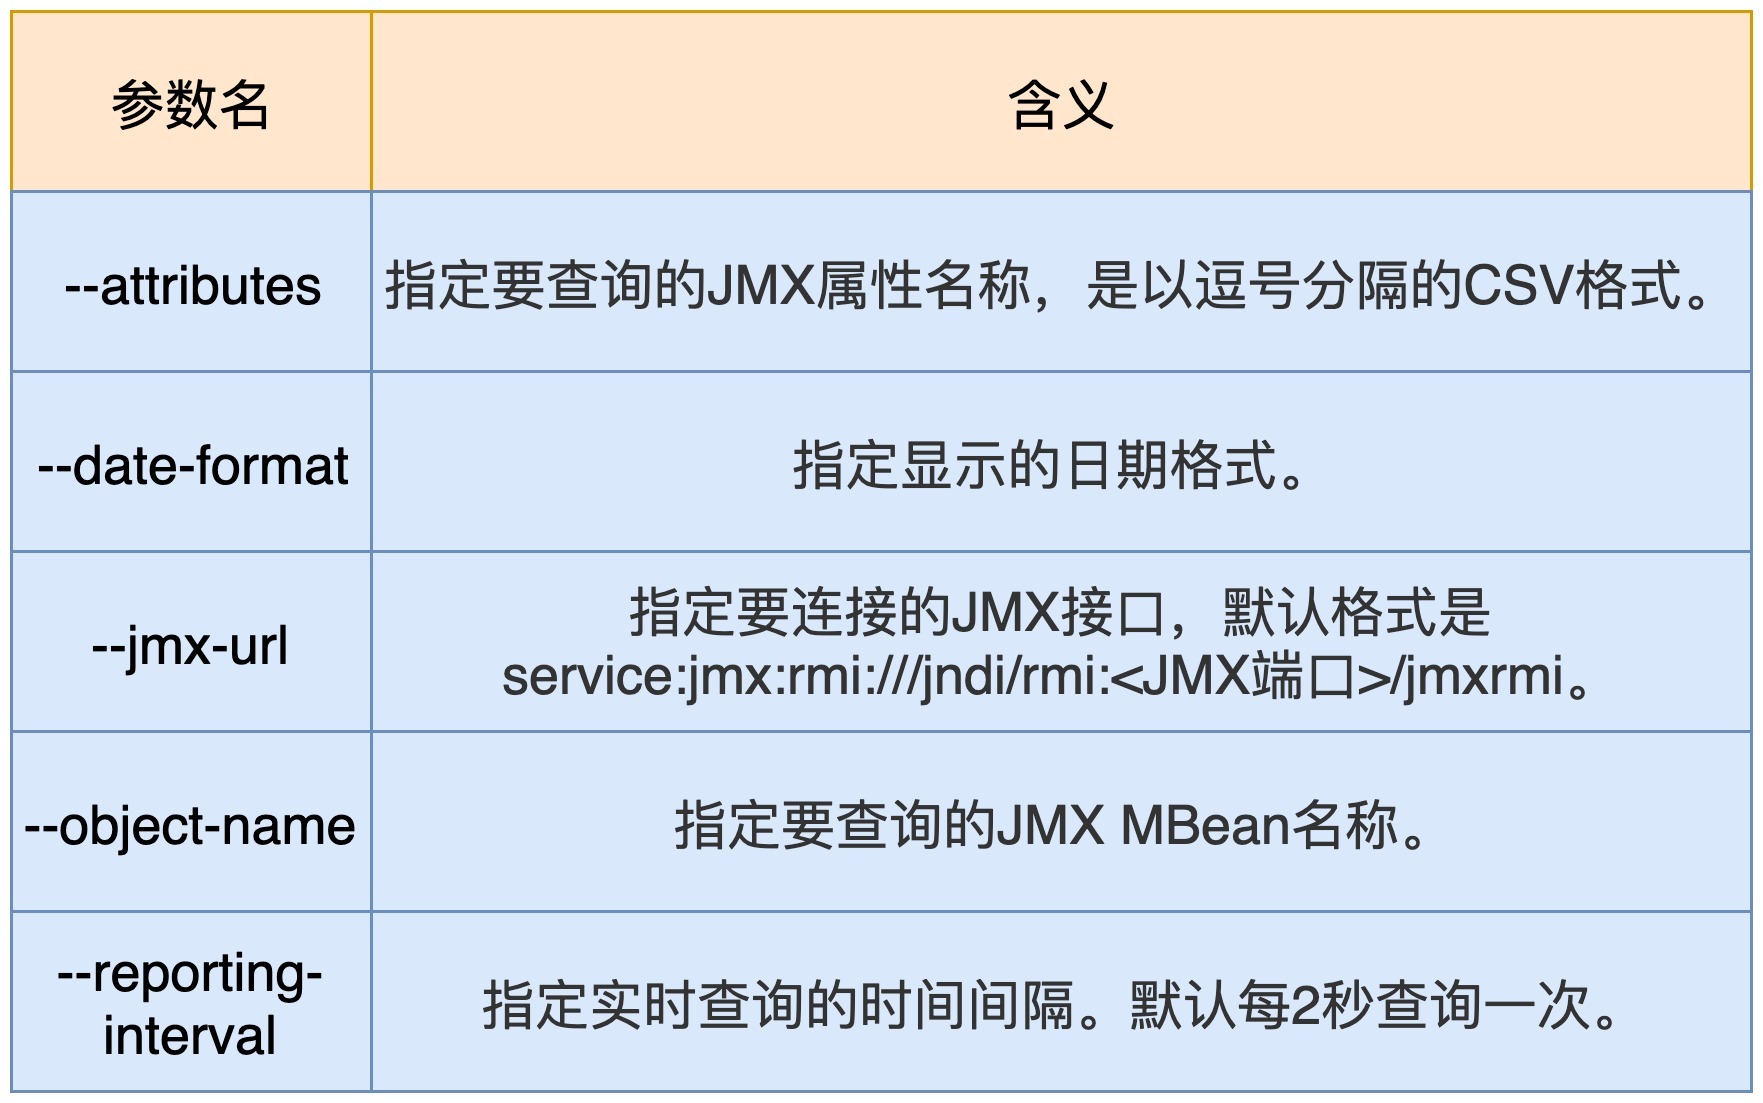 参数名
含义
--attributes
指定要查询的JMX属性名称，是以逗号分隔的CSV格式。
--date-format
指定显示的日期格式。
--jmx-url
指定要连接的JMX接口，默认格式是
service:jmx:rmi:///jndi/rmi:<JMX端口>/jmxrmi。
--object-name
指定要查询的JMX MBean名称。
--reporting-
interval
指定实时查询的时间间隔。默认每2秒查询一次。